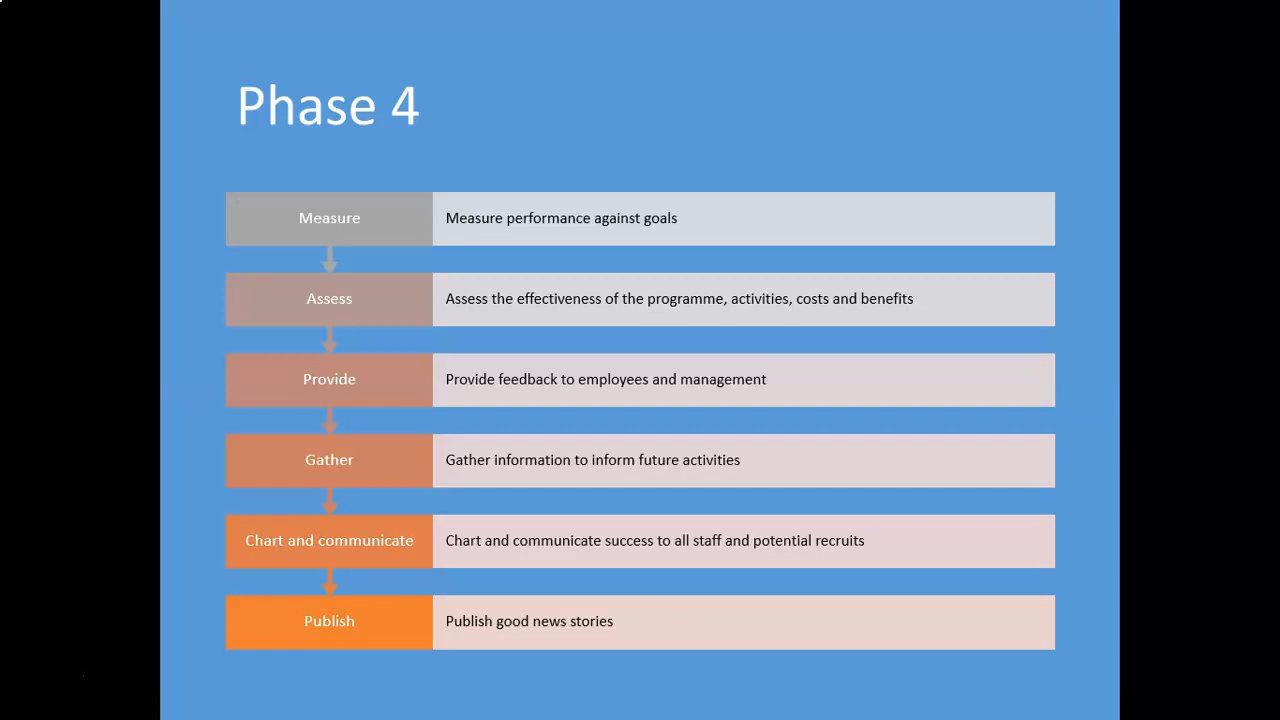 Phase 4
Measure
Measure performance against goals
Assess
Assess the effectiveness of the programme, activities, costs and benefits
Provide
Provide feedback to employees and management
Gather
Gather information to inform future activities
Chart and communicate
Chart and communicate success to all staff and potential recruits
Publish
Publish good news stories